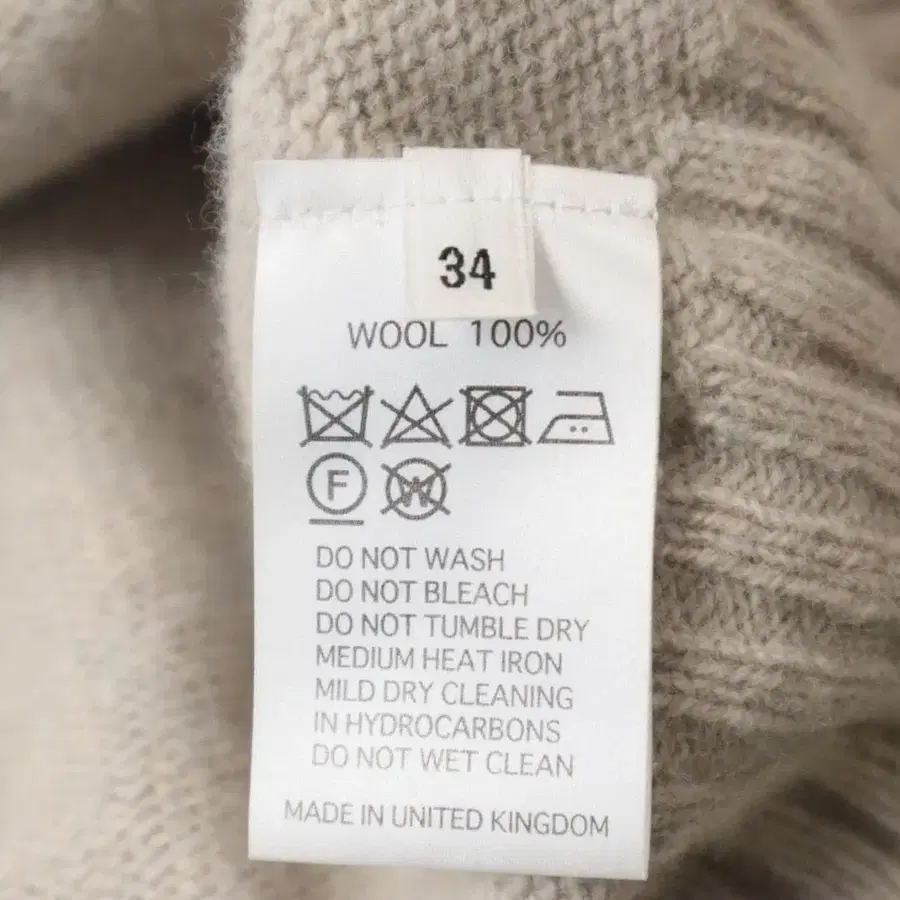 34
WOOL 100%
F W
DO NOT WASH
DO NOT BLEACH
DO NOT TUMBLE DRY
MEDIUM HEAT IRON
MILD DRY CLEANING
IN HYDROCARBONS
DO NOT WET CLEAN
MADE IN UNITED KINGDOM